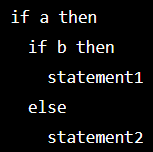 if a then
  if b then
    statement1
  else
    statement2